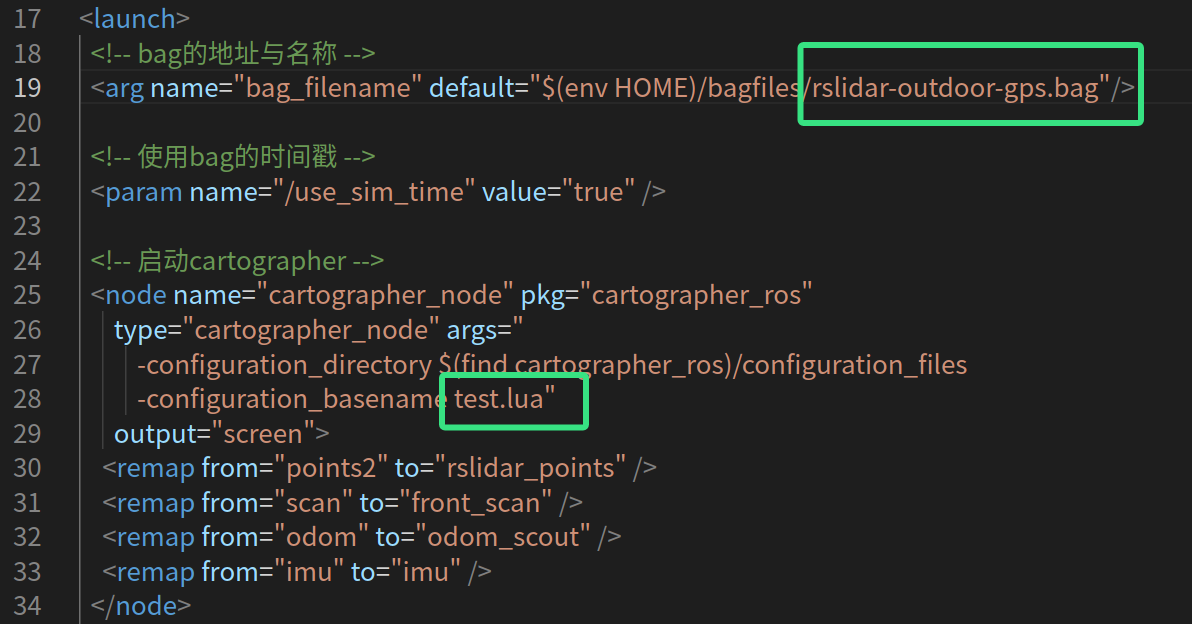 17 <launch>
18 <!-- bag的地址与名称 -->
19 <arg name="bag_filename" default="$(env HOME)/bagfiles/rslidar-outdoor-gps.bag"/>
20
21 <!-- 使用bag的时间戳 -->
22 <param name="/use_sim_time" value="true" />
23
24 <!-- 启动cartographer -->
25 <node name="cartographer_node" pkg="cartographer_ros"
26 type="cartographer_node" args="
27 -configuration_directory $(find cartographer_ros)/configuration_files
28 -configuration_basename test.lua"
29 output="screen">
30 <remap from="points2" to="rslidar_points" />
31 <remap from="scan" to="front_scan" />
32 <remap from="odom" to="odom_scout" />
33 <remap from="imu" to="imu" />
34 </node>